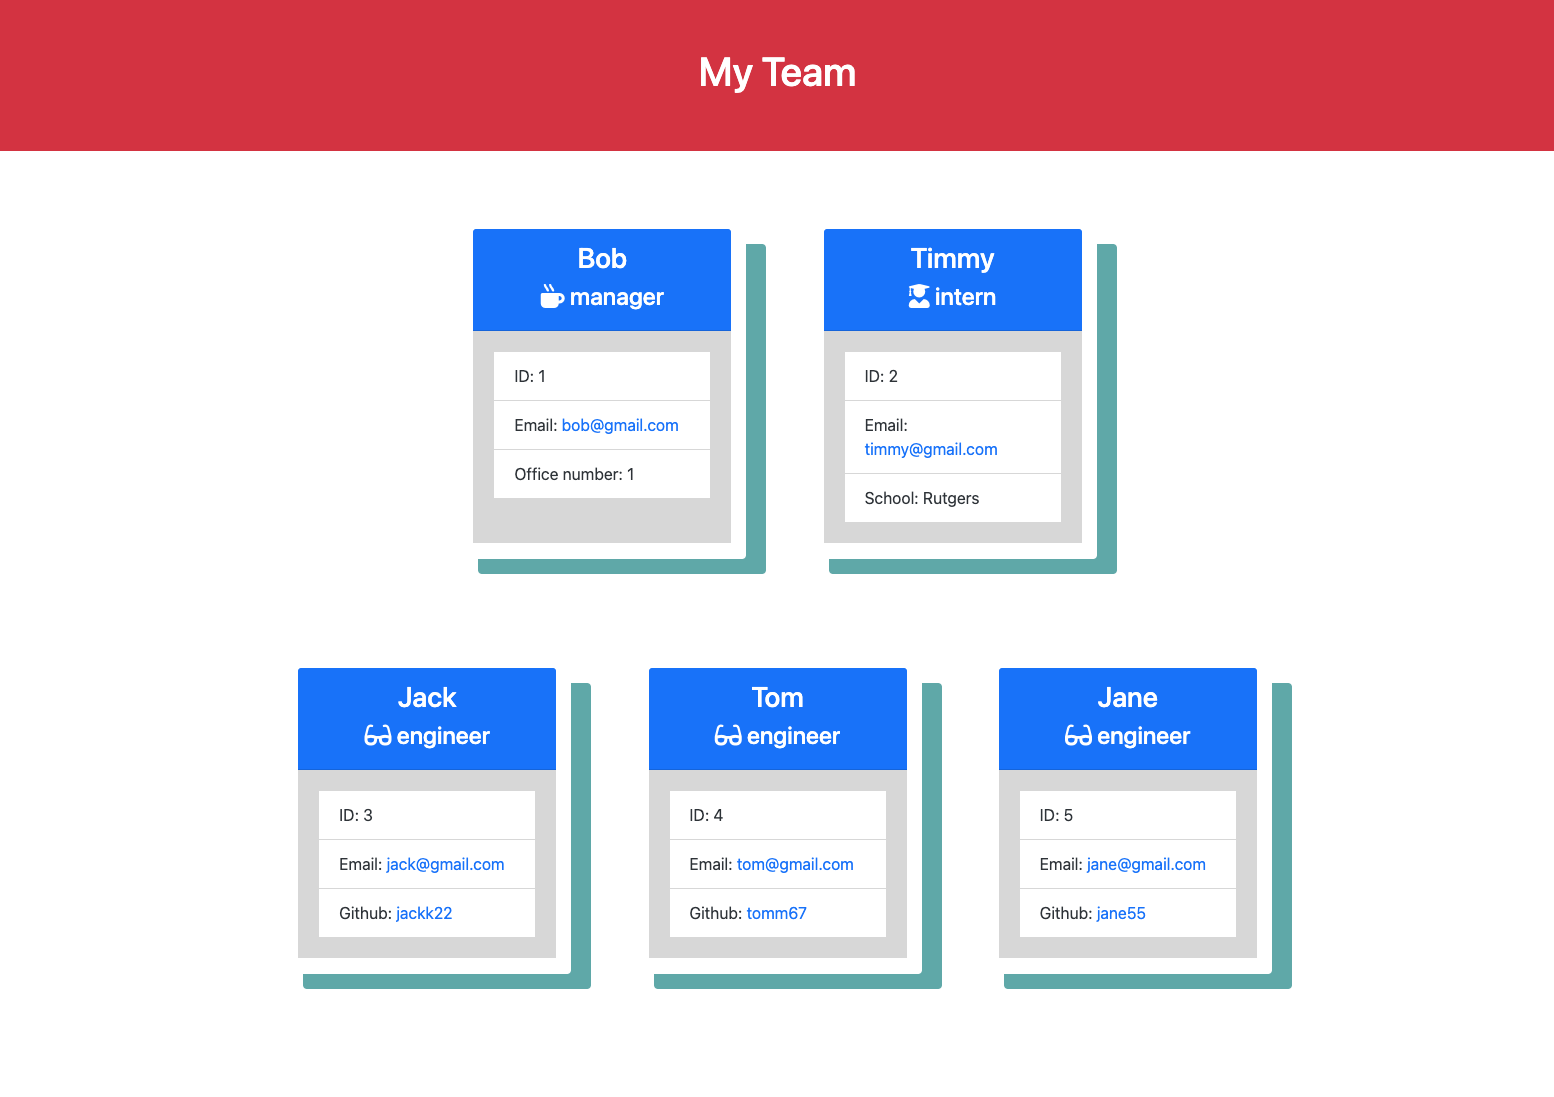 My Team
Bob
manager
ID: 1
Email: bob@gmail.com
Office number: 1
Timmy
intern
ID: 2
Email:
timmy@gmail.com
School: Rutgers
Jack
engineer
ID: 3
Email: jack@gmail.com
Github: jackk22
Tom
engineer
ID: 4
Email: tom@gmail.com
Github: tomm67
Jane
engineer
ID: 5
Email: jane@gmail.com
Github: jane55